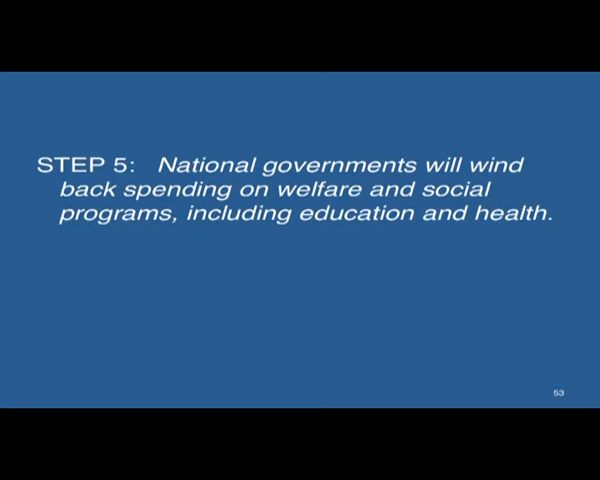 STEP 5: National governments will wind
back spending on welfare and social
programs, including education and health.
53